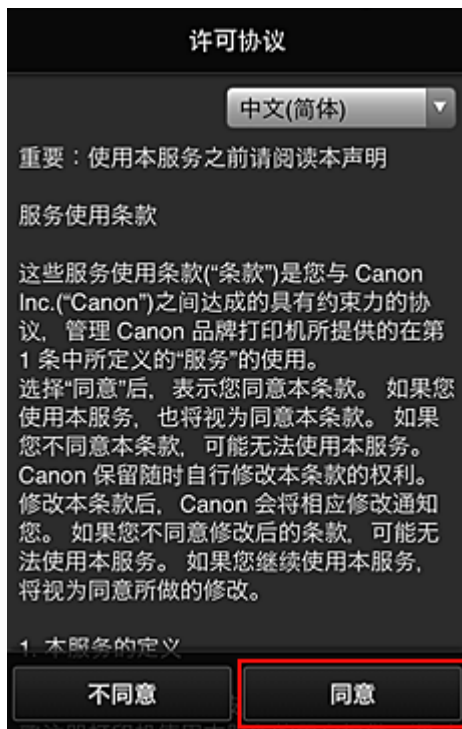 许可协议
中文(简体)
重要：使用本服务之前请阅读本声明
服务使用条款
这些服务使用条款(“条款”)是您与 Canon
Inc.(“Canon”)之间达成的具有约束力的协
议，管理 Canon 品牌打印机所提供的在第
1 条中所定义的“服务”的使用。
选择“同意”后，表示您同意本条款。 如果您
使用本服务，也将视为同意本条款。 如果
您不同意本条款，可能无法使用本服务。
Canon 保留随时自行修改本条款的权利。
修改本条款后，Canon 会将相应修改通知
您。 如果您不同意修改后的条款，可能无
法使用本服务。 如果您继续使用本服务，
将视为同意所做的修改。
1. 本服务的定义
不同意
同意